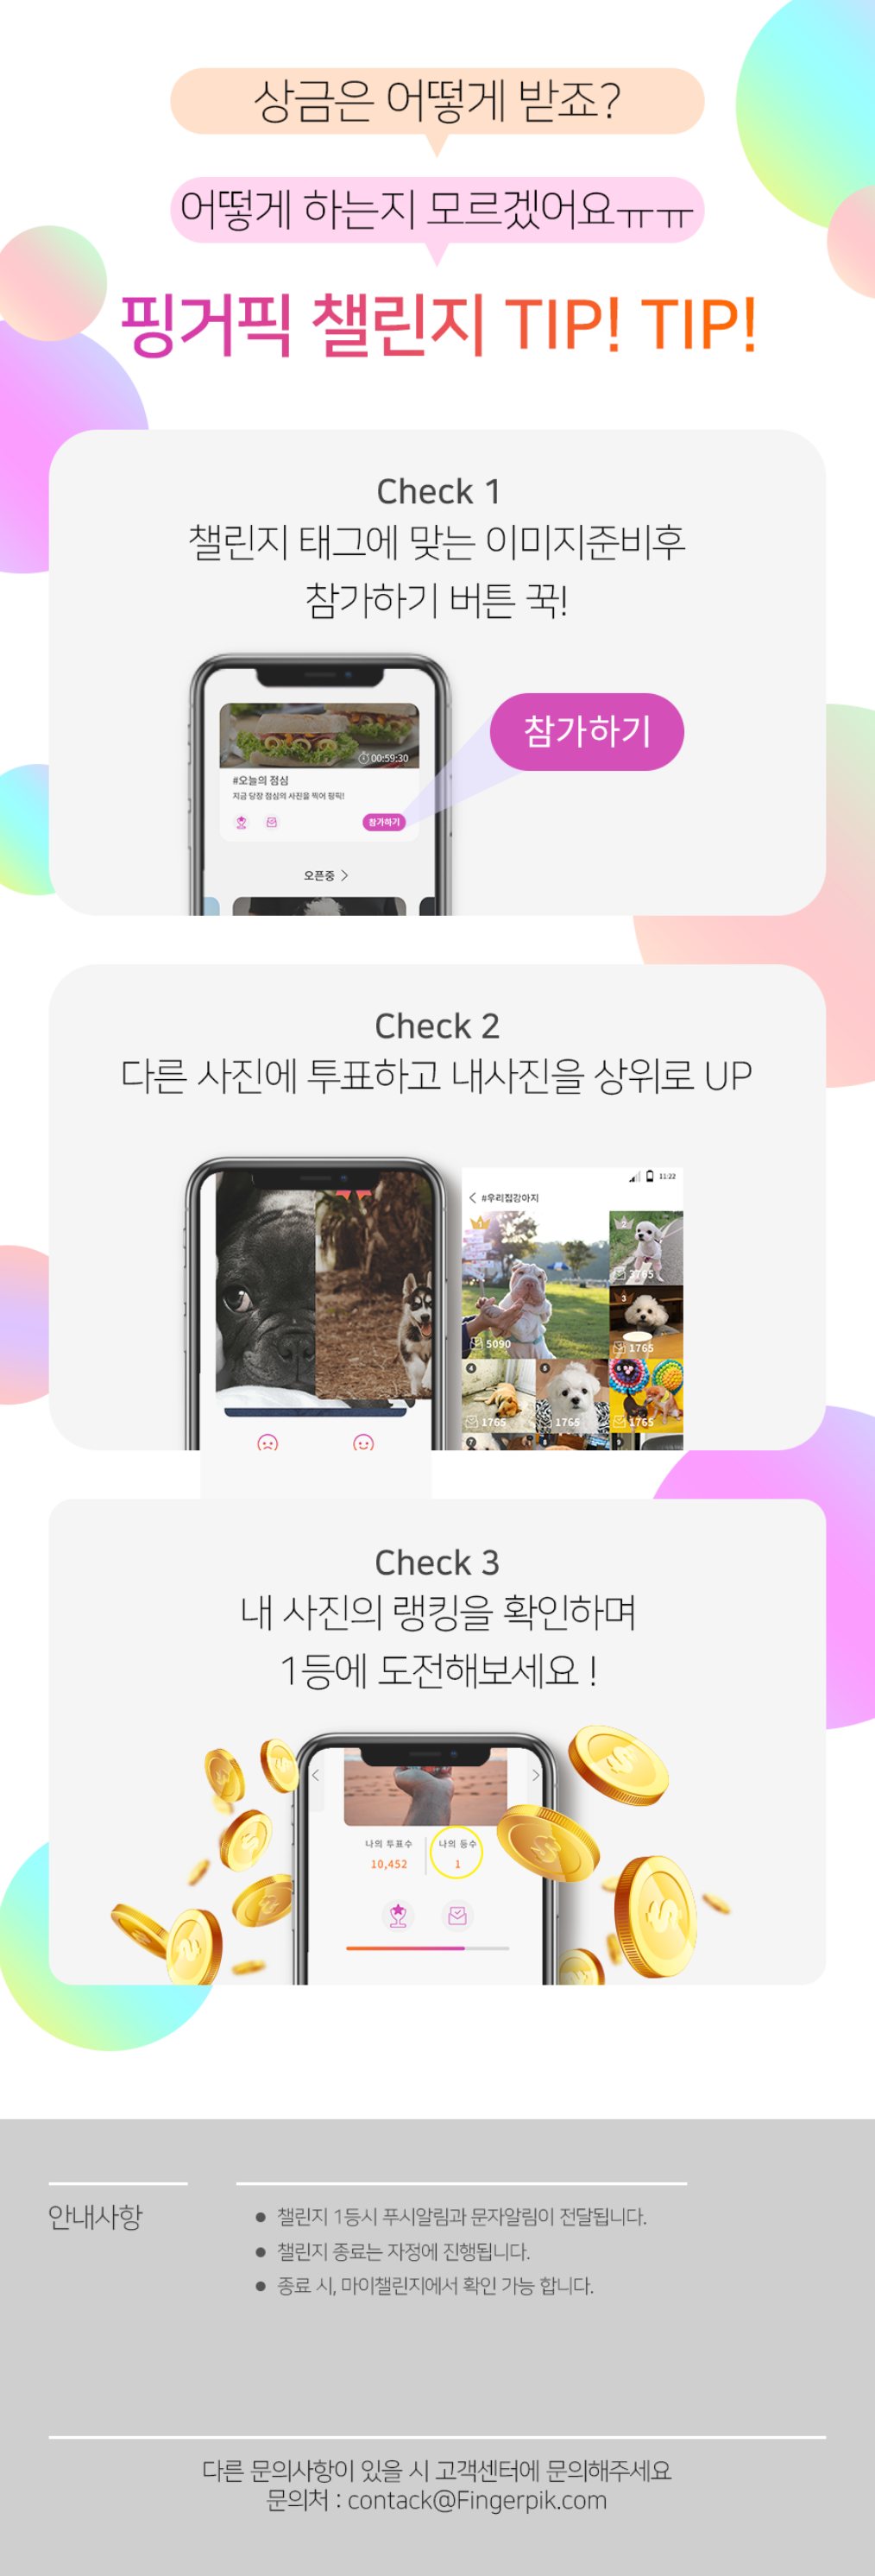 상금은 어떻게 받죠?
어떻게 하는지 모르겠어요ㅠㅠ
핑거픽 챌린지 TIP! TIP!
Check 1
챌린지 태그에 맞는 이미지준비후
참가하기 버튼 꾹!
참가하기
00:59:30
#오늘의 점심
지금 당장 점심의 사진을 찍어 핑픽!
참가하기
오픈중 >
Check 2
다른 사진에 투표하고 내사진을 상위로 UP
11:22
< #우리집강아지
1
2
3765
3
1765
5090
4
5
6
1765
1765
1765
7
8
9
Check 3
내 사진의 랭킹을 확인하며
1등에 도전해보세요 !
나의 투표수
나의 등수
10,452
1
안내사항
● 챌린지 1등시 푸시알림과 문자알림이 전달됩니다.
● 챌린지 종료는 자정에 진행됩니다.
● 종료 시, 마이챌린지에서 확인 가능 합니다.
다른 문의사항이 있을 시 고객센터에 문의해주세요
문의처 : contack@Fingerpik.com